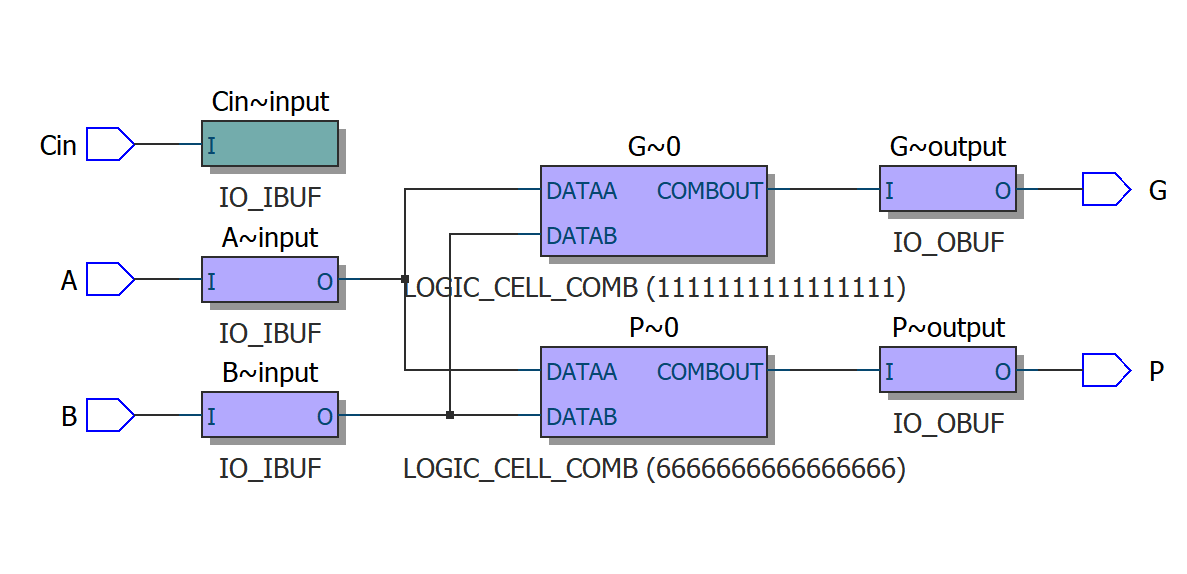 Cin~input
Cin
I
IO_IBUF
G~0
DATAA COMBOUT
DATAB
LOGIC_CELL_COMB (1111111111111111)
G~output
I O
IO_OBUF
G
A~input
A
I O
IO_IBUF
P~0
DATAA COMBOUT
DATAB
LOGIC_CELL_COMB (6666666666666666)
P~output
I O
IO_OBUF
P
B~input
B
I O
IO_IBUF